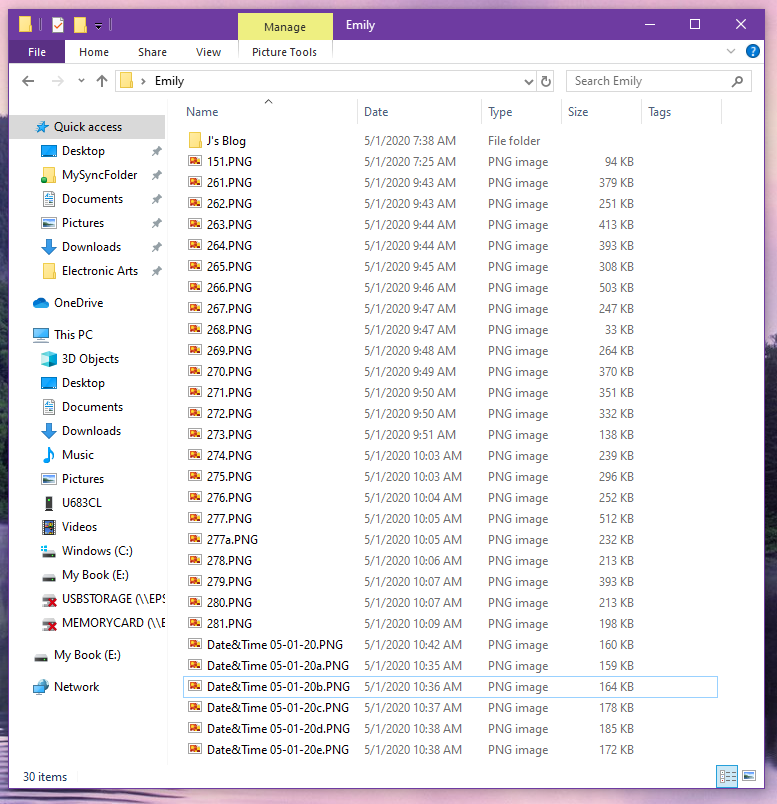 Manage
Emily
File
Home
Share
View
Picture Tools
?
Emily
Search Emily
Name
Date
Type
Size
Tags
Quick access
Desktop
MySyncFolder
Documents
Pictures
Downloads
Electronic Arts
OneDrive
This PC
3D Objects
Desktop
Documents
Downloads
Music
Pictures
U683CL
Videos
Windows (C:)
My Book (E:)
USBSTORAGE (\\EPS
MEMORYCARD (\\E
My Book (E:)
Network
J's Blog 5/1/2020 7:38 AM File folder
151.PNG 5/1/2020 7:25 AM PNG image 94 KB
261.PNG 5/1/2020 9:43 AM PNG image 379 KB
262.PNG 5/1/2020 9:43 AM PNG image 251 KB
263.PNG 5/1/2020 9:44 AM PNG image 413 KB
264.PNG 5/1/2020 9:44 AM PNG image 393 KB
265.PNG 5/1/2020 9:45 AM PNG image 308 KB
266.PNG 5/1/2020 9:46 AM PNG image 503 KB
267.PNG 5/1/2020 9:47 AM PNG image 247 KB
268.PNG 5/1/2020 9:47 AM PNG image 33 KB
269.PNG 5/1/2020 9:48 AM PNG image 264 KB
270.PNG 5/1/2020 9:49 AM PNG image 370 KB
271.PNG 5/1/2020 9:50 AM PNG image 351 KB
272.PNG 5/1/2020 9:50 AM PNG image 332 KB
273.PNG 5/1/2020 9:51 AM PNG image 138 KB
274.PNG 5/1/2020 10:03 AM PNG image 239 KB
275.PNG 5/1/2020 10:03 AM PNG image 296 KB
276.PNG 5/1/2020 10:04 AM PNG image 252 KB
277.PNG 5/1/2020 10:05 AM PNG image 512 KB
277a.PNG 5/1/2020 10:05 AM PNG image 232 KB
278.PNG 5/1/2020 10:06 AM PNG image 213 KB
279.PNG 5/1/2020 10:07 AM PNG image 393 KB
280.PNG 5/1/2020 10:07 AM PNG image 213 KB
281.PNG 5/1/2020 10:09 AM PNG image 198 KB
Date&Time 05-01-20.PNG 5/1/2020 10:42 AM PNG image 160 KB
Date&Time 05-01-20a.PNG 5/1/2020 10:35 AM PNG image 159 KB
Date&Time 05-01-20b.PNG 5/1/2020 10:36 AM PNG image 164 KB
Date&Time 05-01-20c.PNG 5/1/2020 10:37 AM PNG image 178 KB
Date&Time 05-01-20d.PNG 5/1/2020 10:38 AM PNG image 185 KB
Date&Time 05-01-20e.PNG 5/1/2020 10:38 AM PNG image 172 KB
30 items